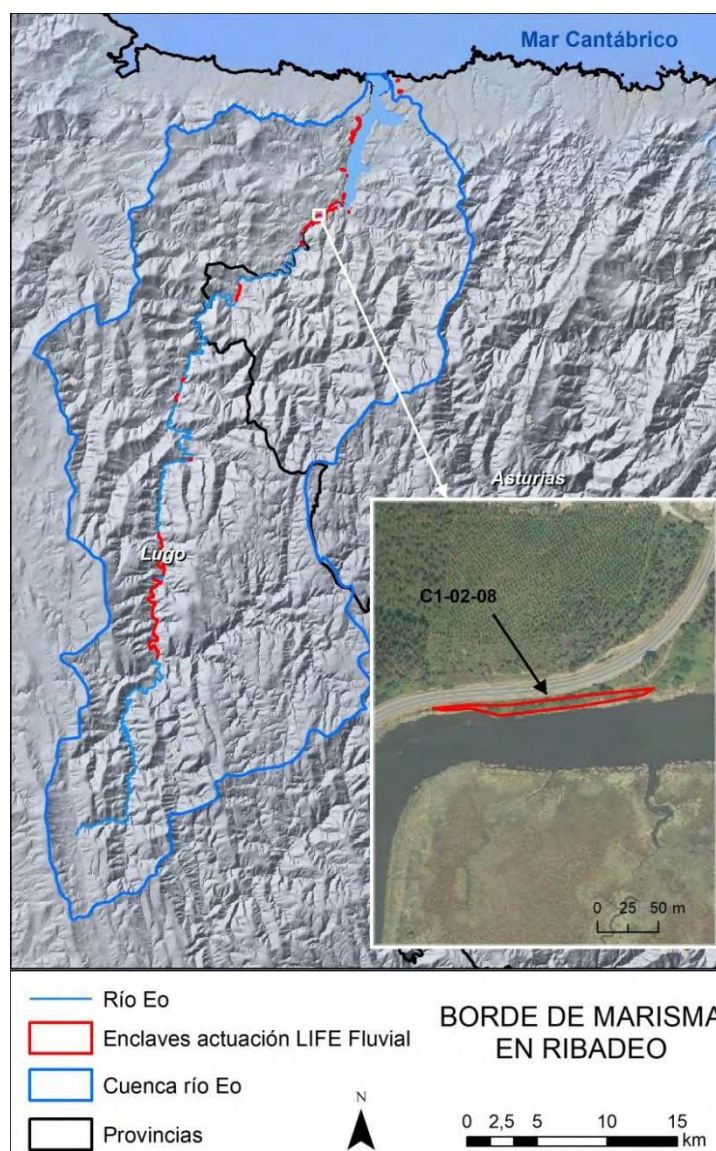 Mar Cantábrico
Asturias
Lugo
C1-02-08
0 25 50 m
Río Eo
Enclaves actuación LIFE Fluvial
Cuenca río Eo
Provincias
BORDE DE MARISMA
EN RIBADEO
N
0 2,5 5 10 15
km